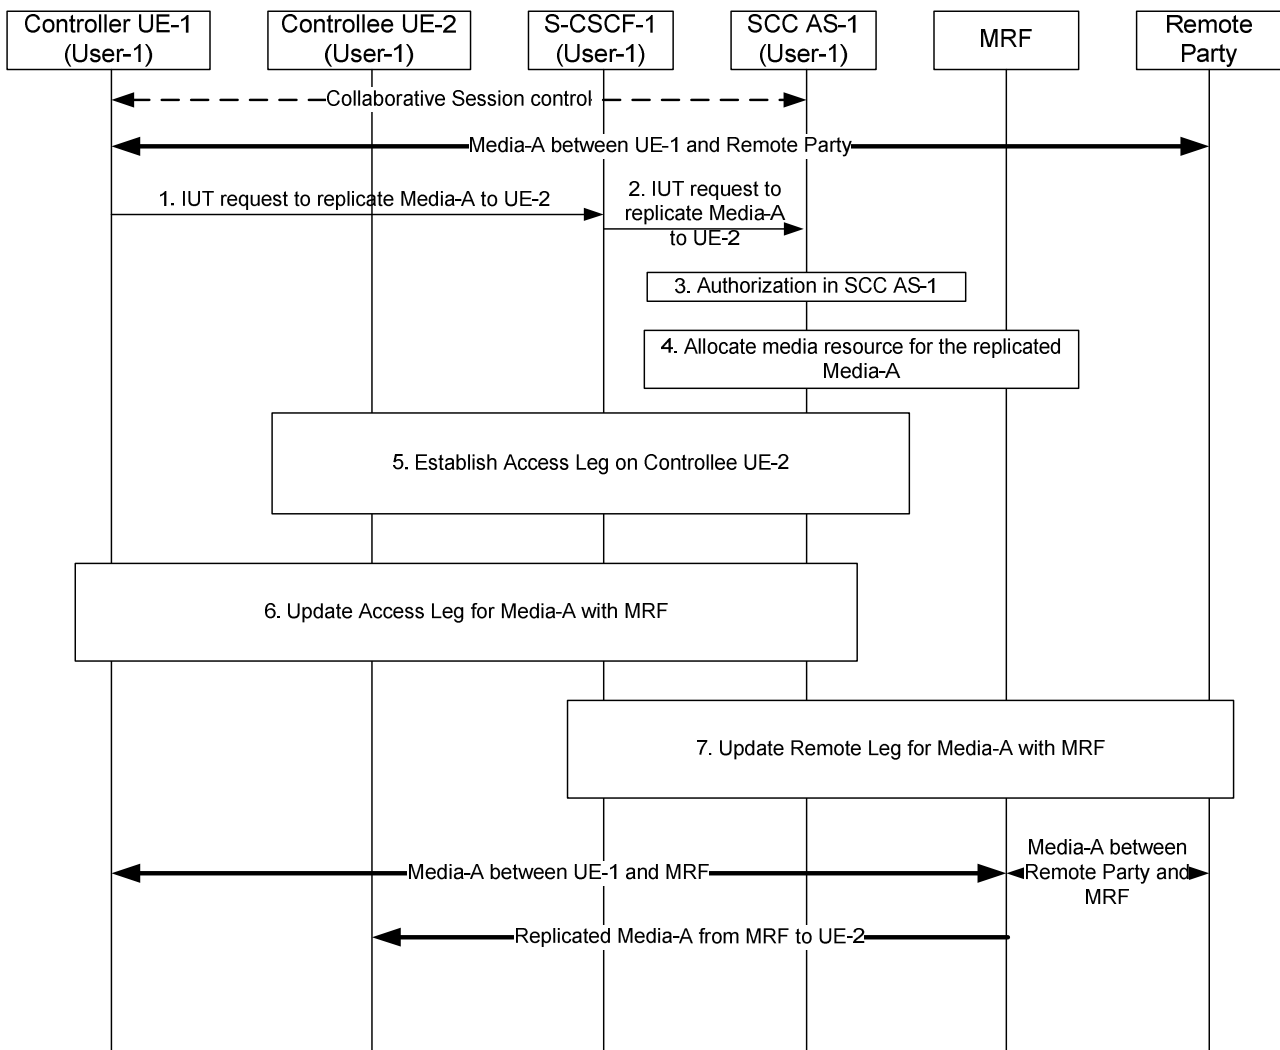 Controller UE-1
(User-1)
Controllee UE-2
(User-1)
S-CSCF-1
(User-1)
SCC AS-1
(User-1)
MRF
Remote
Party
Collaborative Session control
Media-A between UE-1 and Remote Party
1. IUT request to replicate Media-A to UE-2
2. IUT request to
replicate Media-A
to UE-2
3. Authorization in SCC AS-1
4. Allocate media resource for the replicated
Media-A
5. Establish Access Leg on Controllee UE-2
6. Update Access Leg for Media-A with MRF
7. Update Remote Leg for Media-A with MRF
Media-A between UE-1 and MRF
Media-A between
Remote Party and
MRF
Replicated Media-A from MRF to UE-2